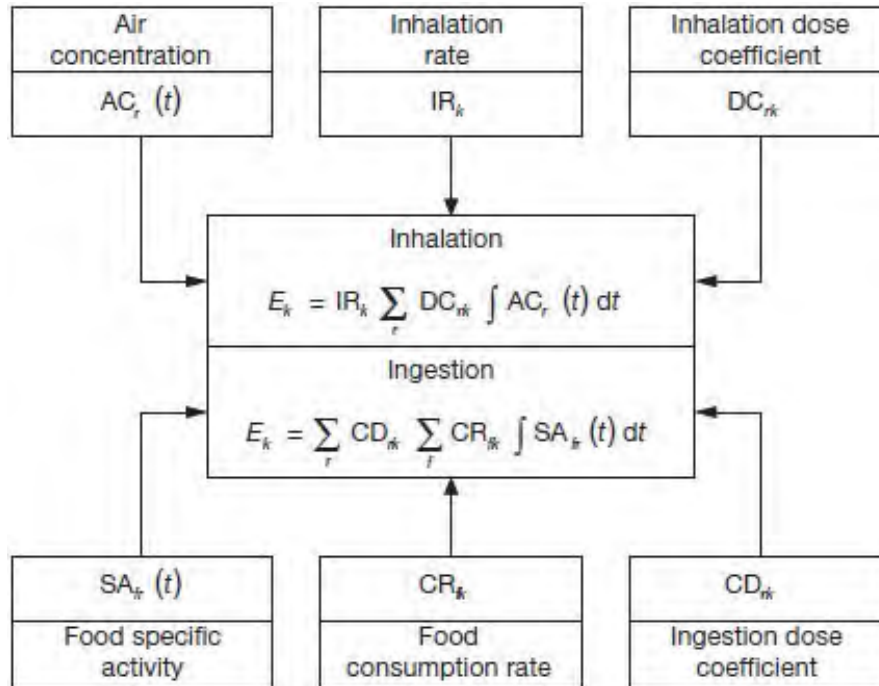 Air
concentration
AC_r (t)
Inhalation
rate
IR_k
Inhalation dose
coefficient
DC_rk
Inhalation
E_k = IR_k ∑_r DC_rk ∫ AC_r (t) dt
Ingestion
E_k = ∑_r CD_rk ∑_f CR_fk ∫ SA_fr (t) dt
SA_fr (t)
Food specific
activity
CR_fk
Food
consumption rate
CD_rk
Ingestion dose
coefficient